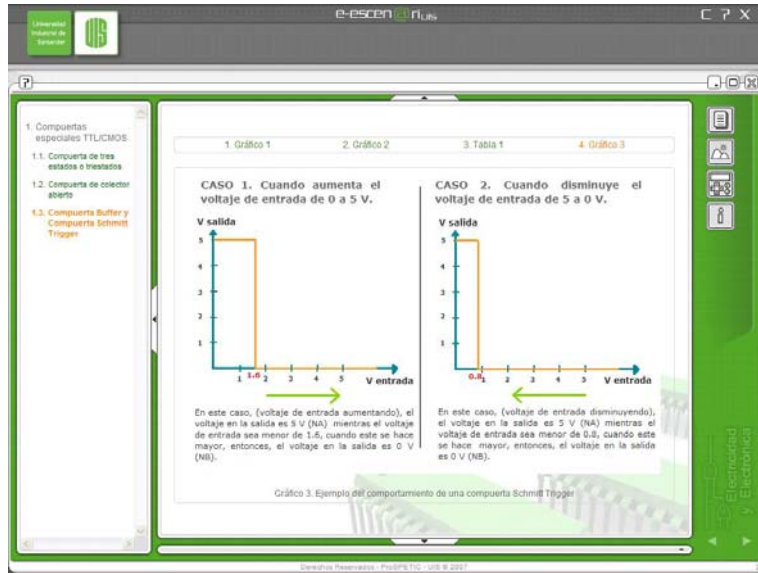 Universidad
Industrial de
Santander
UIS
e-escen@riUIS
1. Compuertas
especiales TTL/CMOS
1.1. Compuerta de tres
estados o triestados
1.2. Compuerta de colector
abierto
1.3. Compuerta Buffer y
Compuerta Schmitt
Trigger
1. Gráfico 1
2. Gráfico 2
3. Tabla 1
4. Gráfico 3
CASO 1. Cuando aumenta el
voltaje de entrada de 0 a 5 V.
V salida
5
4
3
2
1
1.6
1 2 3 4 5
V entrada
En este caso, (voltaje de entrada aumentando), el
voltaje en la salida es 5 V (NA) mientras el voltaje
de entrada sea menor de 1.6, cuando este se hace
mayor, entonces, el voltaje en la salida es 0 V
(NB).
CASO 2. Cuando disminuye el
voltaje de entrada de 5 a 0 V.
V salida
5
4
3
2
1
0.8
1 2 3 4 5
V entrada
En este caso, (voltaje de entrada disminuyendo),
el voltaje en la salida es 5 V (NA) mientras el
voltaje de entrada sea menor de 0.8, cuando este
se hace mayor, entonces, el voltaje en la salida
es 0 V (NB).
Gráfico 3. Ejemplo del comportamiento de una compuerta Schmitt Trigger
Electricidad
y Electrónica
Derechos Reservados - ProSPETIC - UIS © 2007